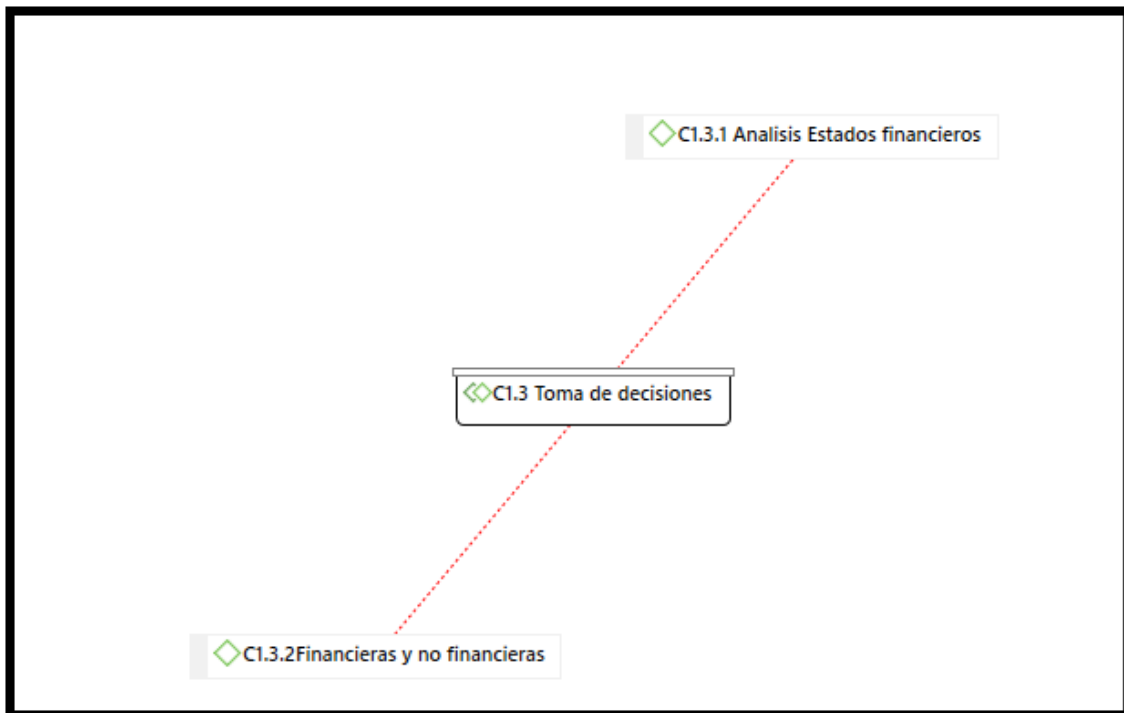 C1.3.1 Analisis Estados financieros
C1.3 Toma de decisiones
C1.3.2Financieras y no financieras